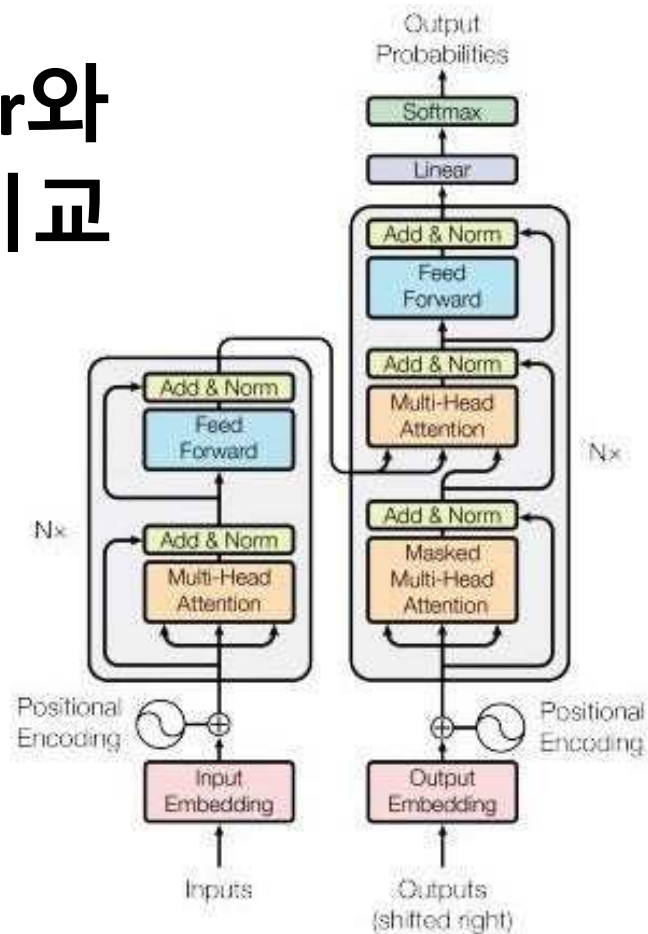 r와
교
Output
Probabilities
Softmax
Linear
Add & Norm
Feed
Forward
Add & Norm
Multi-Head
Attention
Nx
Add & Norm
Masked
Multi-Head
Attention
Positional
Encoding
Output
Embedding
Outputs
(shifted right)
Add & Norm
Feed
Forward
Nx
Add & Norm
Multi-Head
Attention
Positional
Encoding
Input
Embedding
Inputs